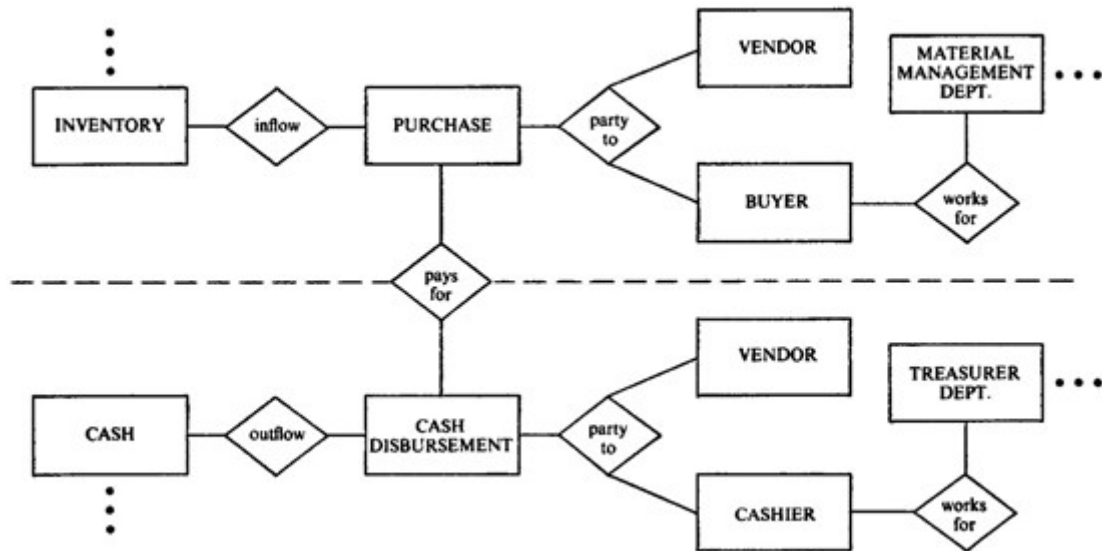 VENDOR
MATERIAL
MANAGEMENT
DEPT.
INVENTORY
inflow
PURCHASE
party
to
BUYER
works
for
pays
for
VENDOR
TREASURER
DEPT.
CASH
outflow
CASH
DISBURSEMENT
party
to
CASHIER
works
for